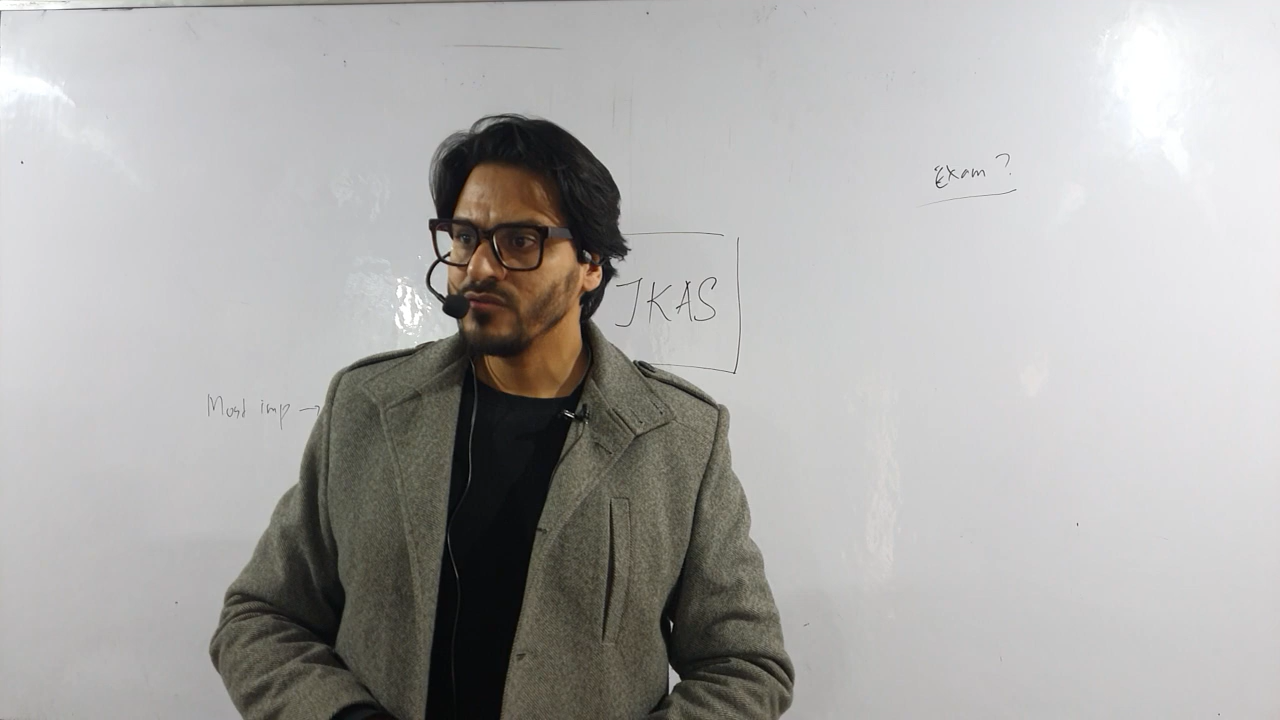 Exam ?
JKAS
Most imp →